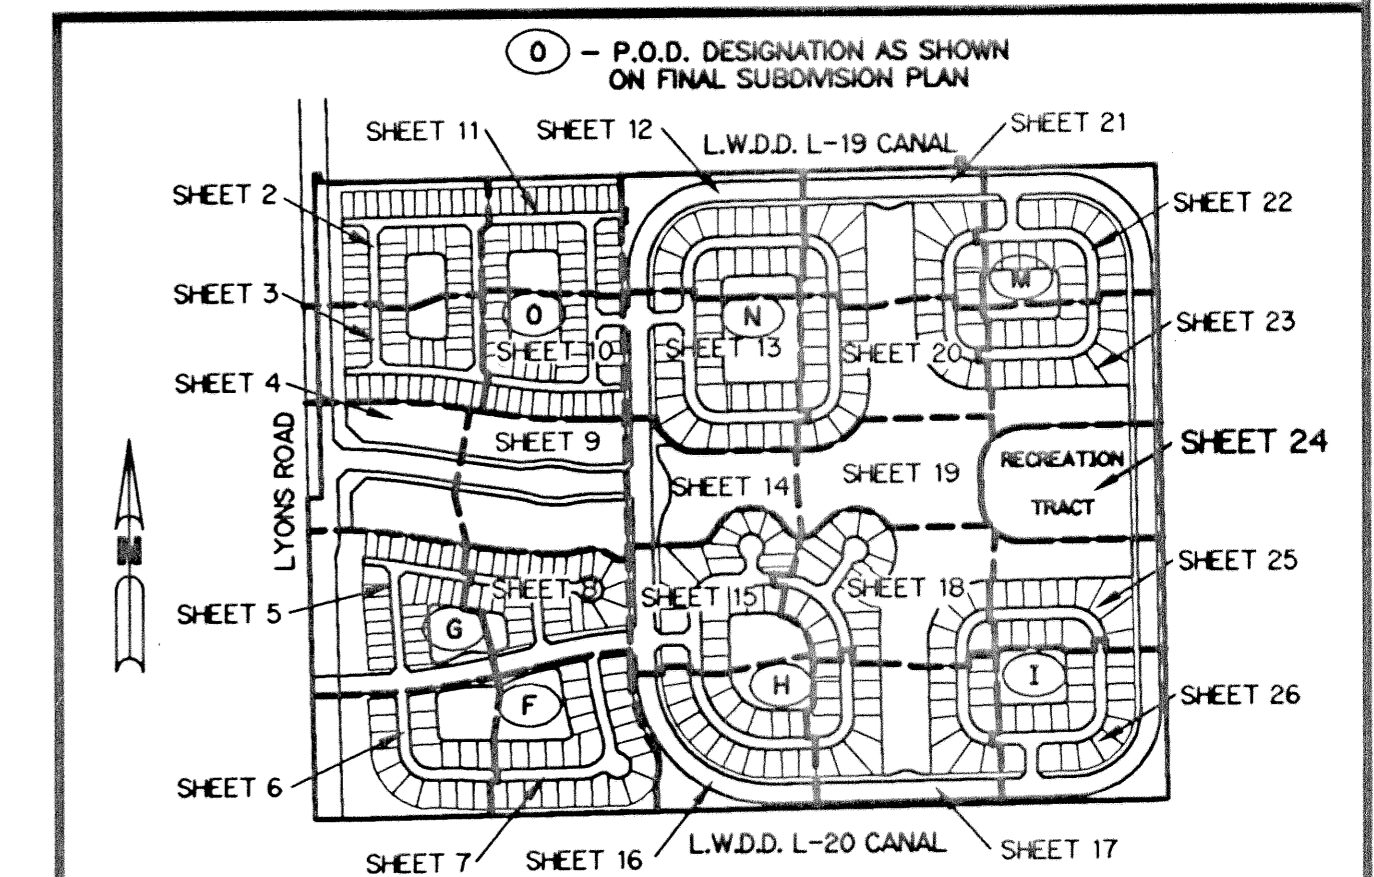 O - P.O.D. DESIGNATION AS SHOWN
ON FINAL SUBDIVISION PLAN
SHEET 11
SHEET 12
L.W.D.D. L-19 CANAL
SHEET 21
SHEET 2
SHEET 22
SHEET 3
M
O
N
SHEET 23
SHEET 10
SHEET 13
SHEET 20
SHEET 4
SHEET 9
SHEET 24
LYONS ROAD
RECREATION
TRACT
SHEET 14
SHEET 19
N
SHEET 25
SHEET 8
SHEET 15
SHEET 18
SHEET 5
G
H
I
F
SHEET 26
SHEET 6
SHEET 7
SHEET 16
L.W.D.D. L-20 CANAL
SHEET 17